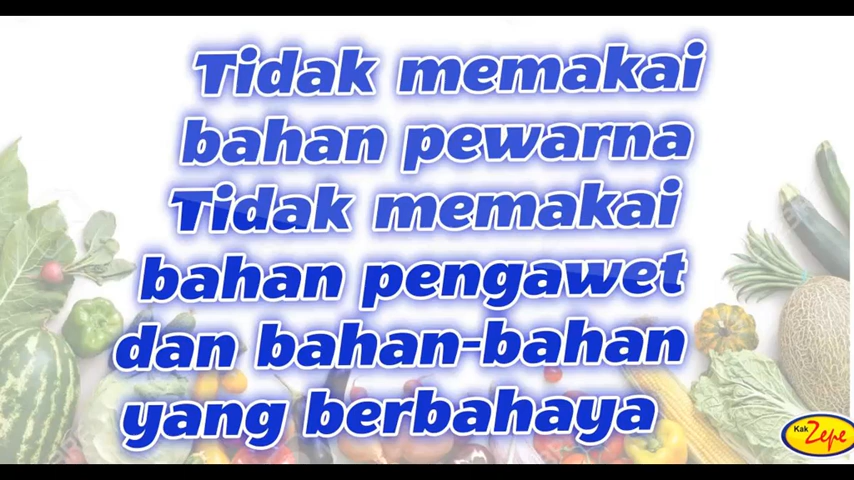 Tidak memakai
bahan pewarna
Tidak memakai
bahan pengawet
dan bahan-bahan
yang berbahaya
Kak Zepe